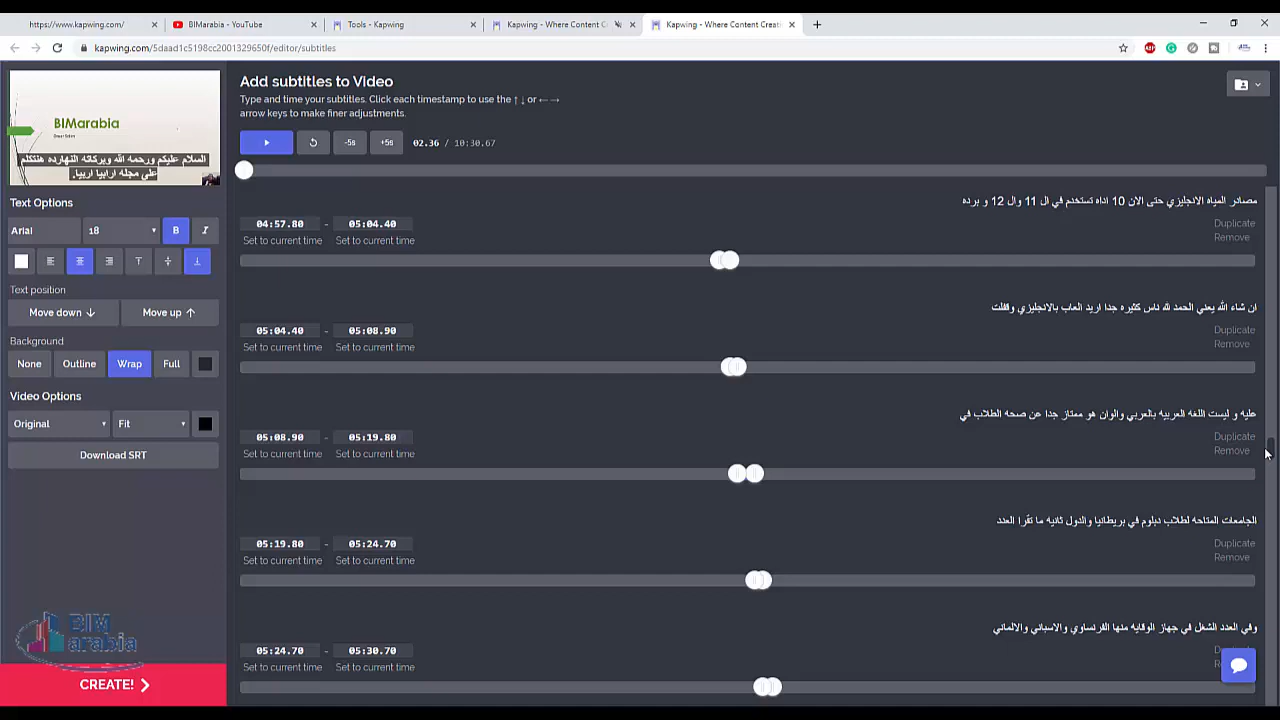 https://www.kapwing.com/
BIMarabia - YouTube
Tools - Kapwing
Kapwing - Where Content C
Kapwing - Where Content Creat
kapwing.com/5daad1c5198cc2001329650f/editor/subtitles
BIMarabia
السلام عليكم ورحمه الله وبركاته النهارده هنتكلم
على مجله ارابيا اربيا.
Add subtitles to Video
Type and time your subtitles. Click each timestamp to use the ↑ ↓ or ← →
arrow keys to make finer adjustments.
-5s
+5s
02.36 / 10:30.67
Text Options
Arial
18
B
I
Text position
Move down ↓
Move up ↑
Background
None
Outline
Wrap
Full
Video Options
Original
Fit
Download SRT
BIM
arabia
CREATE!
مصادر المياه الانجليزي حتى الان 10 اداه تستخدم في ال 11 وال 12 و برده
04:57.80 - 05:04.40
Duplicate
Set to current time
Set to current time
Remove
ان شاء الله يعني الحمد لله ناس كثيره جدا اريد العاب بالانجليزي وقفلت
05:04.40 - 05:08.90
Duplicate
Set to current time
Set to current time
Remove
عليه و ليست اللغه العربيه بالعربي والوان هو ممتاز جدا عن صحه الطلاب في
05:08.90 - 05:19.80
Duplicate
Set to current time
Set to current time
Remove
الجامعات المتاحه لطلاب دبلوم في بريطانيا والدول ثانيه ما تقرا العدد
05:19.80 - 05:24.70
Duplicate
Set to current time
Set to current time
Remove
وفي العدد الشغل في جهاز الوقايه منها الفرنساوي والاسباني والالماني
05:24.70 - 05:30.70
Set to current time
Set to current time